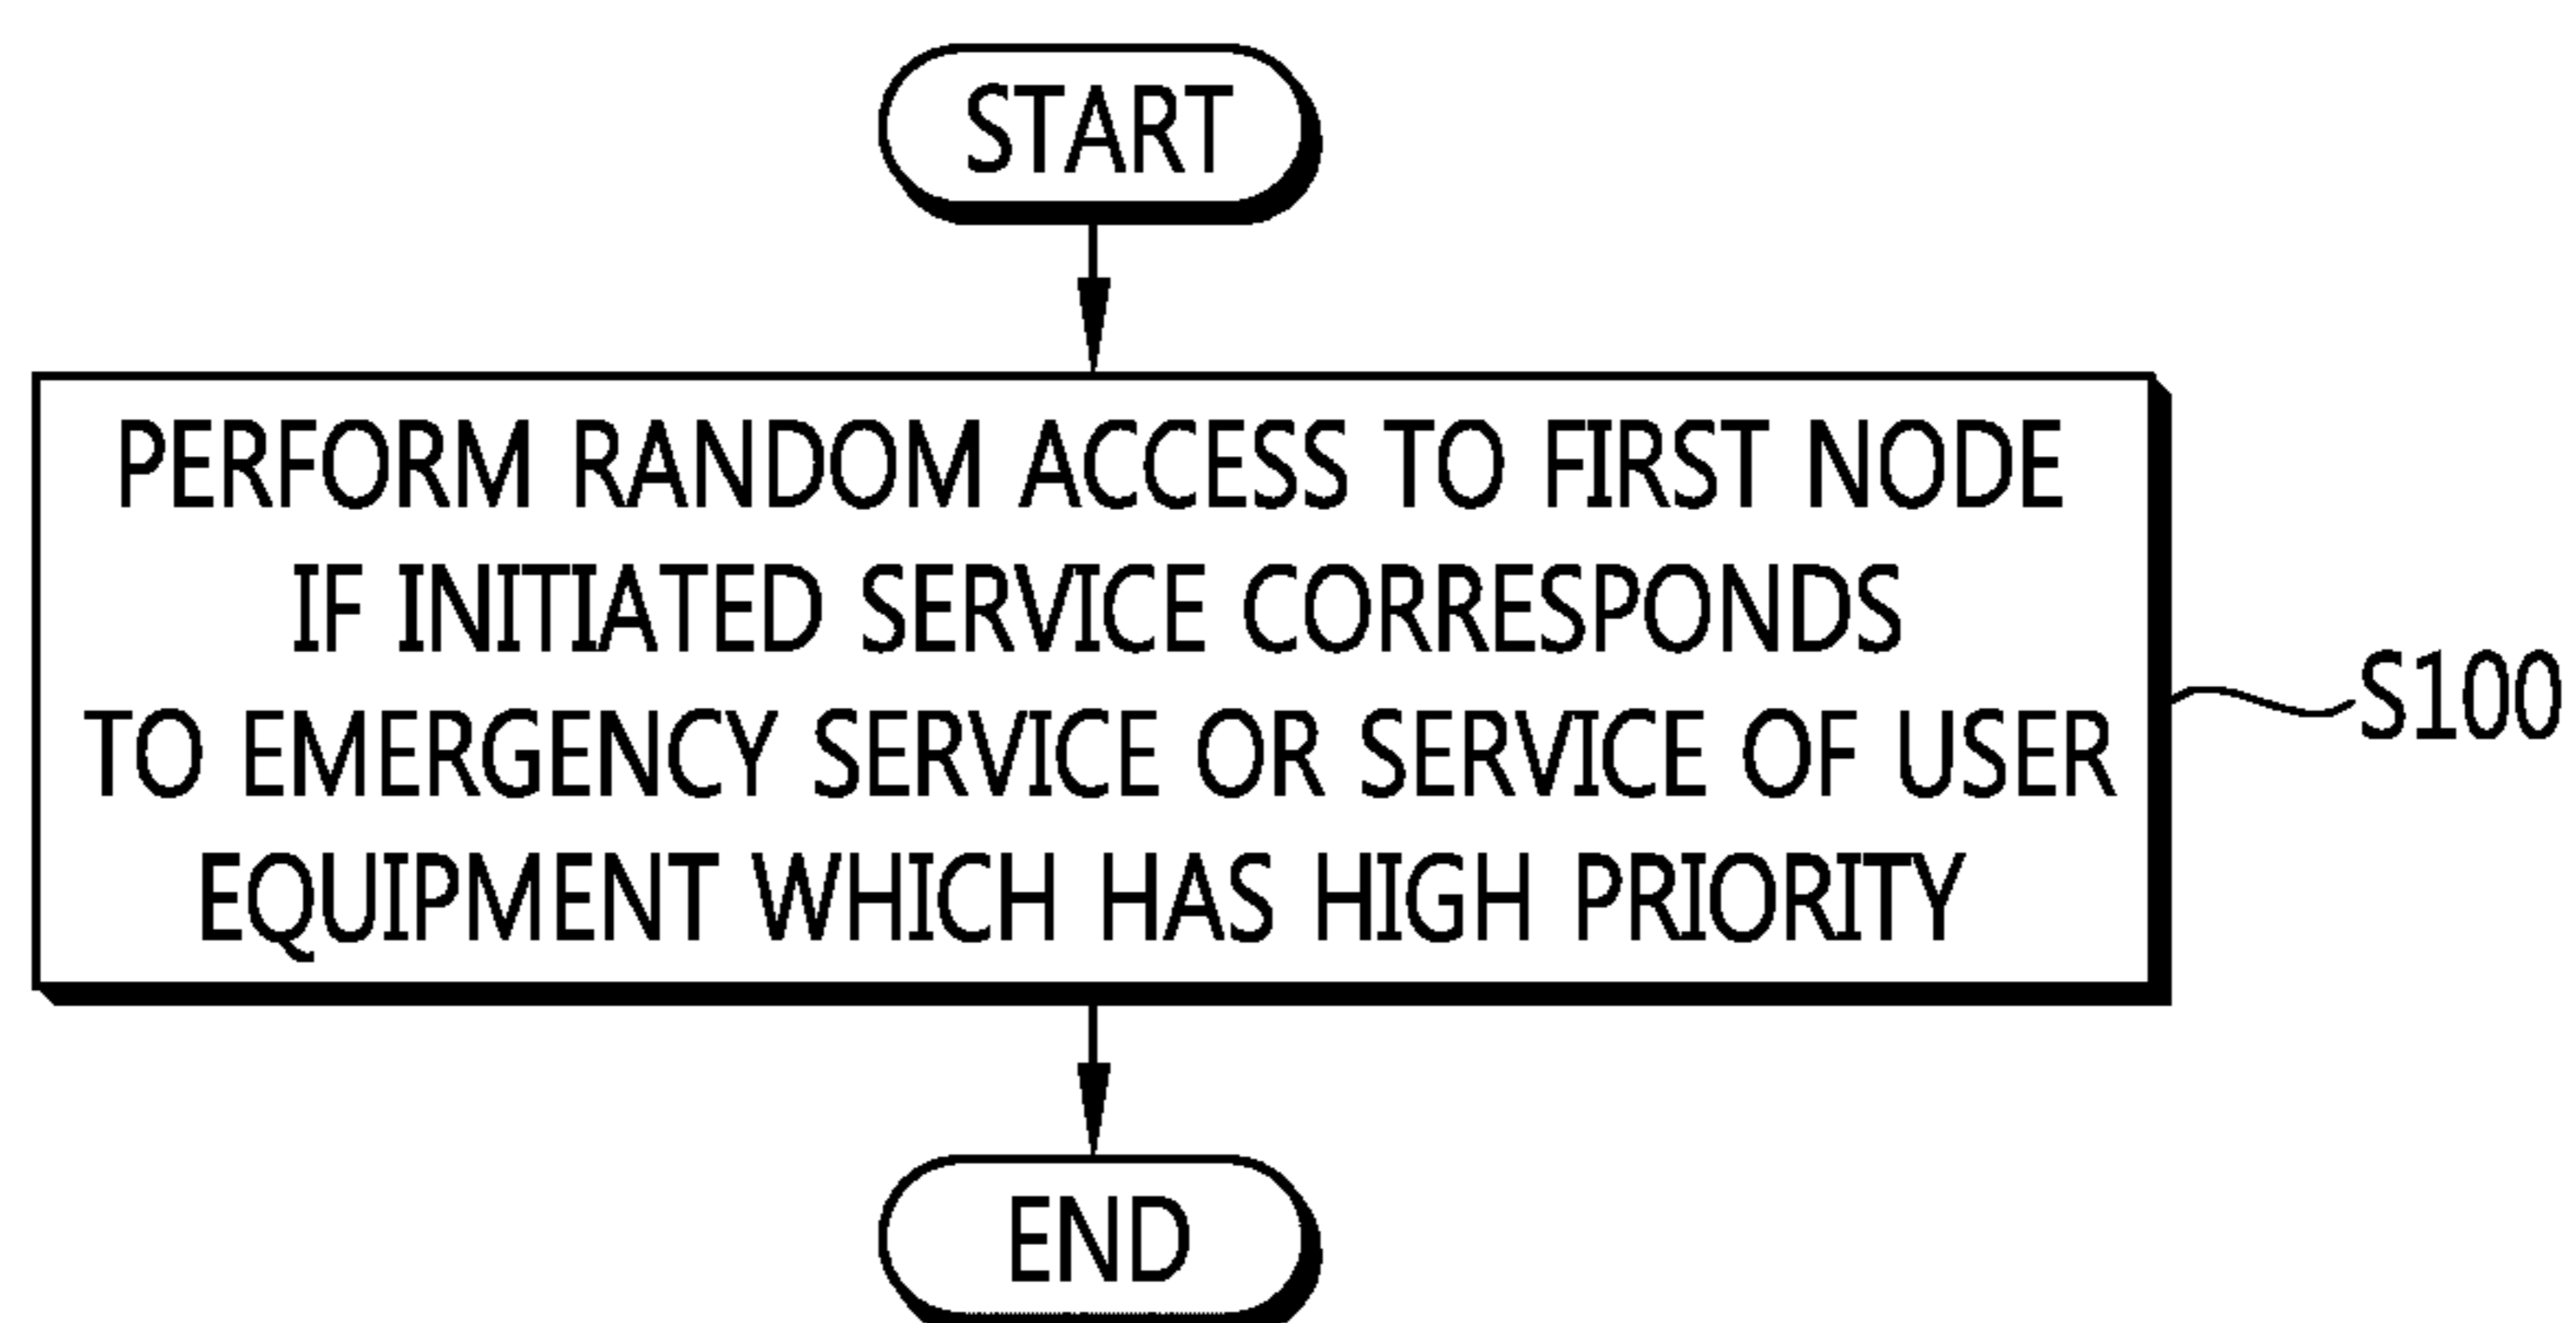 START
PERFORM RANDOM ACCESS TO FIRST NODE
IF INITIATED SERVICE CORRESPONDS
TO EMERGENCY SERVICE OR SERVICE OF USER
EQUIPMENT WHICH HAS HIGH PRIORITY
S100
END